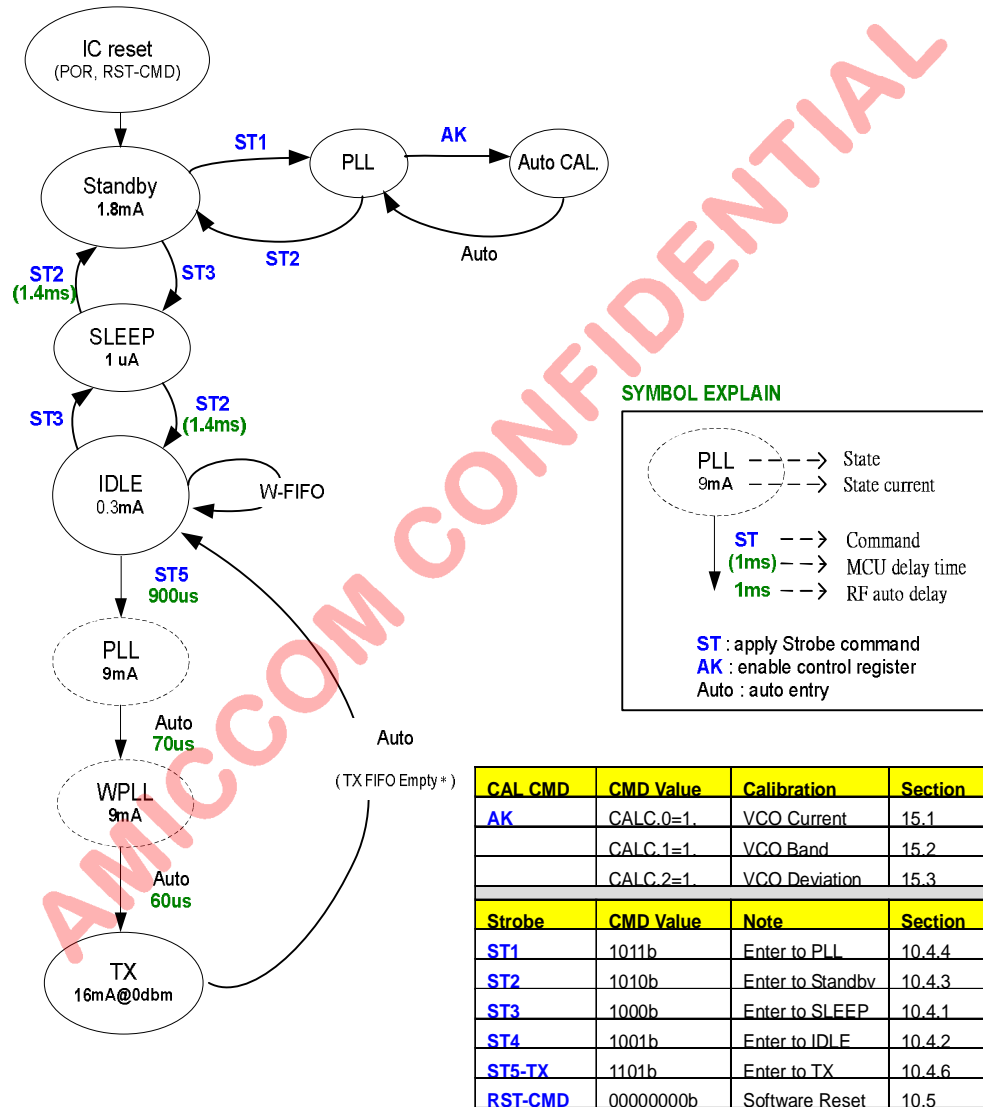 IC reset
(POR, RST-CMD)
ST1
AK
PLL
Auto CAL.
Standby
1.8mA
ST2
Auto
ST2
(1.4ms)
ST3
SLEEP
1 uA
ST3
ST2
(1.4ms)
IDLE
0.3mA
W-FIFO
ST5
900us
PLL
9mA
Auto
70us
WPLL
9mA
Auto
60us
TX
16mA@0dbm
Auto
( TX FIFO Empty * )
SYMBOL EXPLAIN
PLL State
9mA State current
ST Command
(1ms) MCU delay time
1ms RF auto delay
ST : apply Strobe command
AK : enable control register
Auto : auto entry
CAL CMD CMD Value Calibration Section
AK CALC.0=1. VCO Current 15.1
CALC.1=1. VCO Band 15.2
CALC.2=1. VCO Deviation 15.3
Strobe CMD Value Note Section
ST1 1011b Enter to PLL 10.4.4
ST2 1010b Enter to Standby 10.4.3
ST3 1000b Enter to SLEEP 10.4.1
ST4 1001b Enter to IDLE 10.4.2
ST5-TX 1101b Enter to TX 10.4.6
RST-CMD 00000000b Software Reset 10.5
AMICCOM CONFIDENTIAL